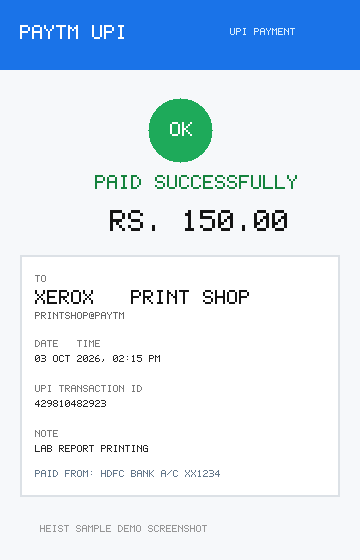 PAYTM UPI
UPI PAYMENT
OK
PAID SUCCESSFULLY
RS. 150.00
TO
XEROX PRINT SHOP
PRINTSHOP@PAYTM
DATE TIME
03 OCT 2026, 02:15 PM
UPI TRANSACTION ID
429810482923
NOTE
LAB REPORT PRINTING
PAID FROM: HDFC BANK A/C XX1234
HEIST SAMPLE DEMO SCREENSHOT